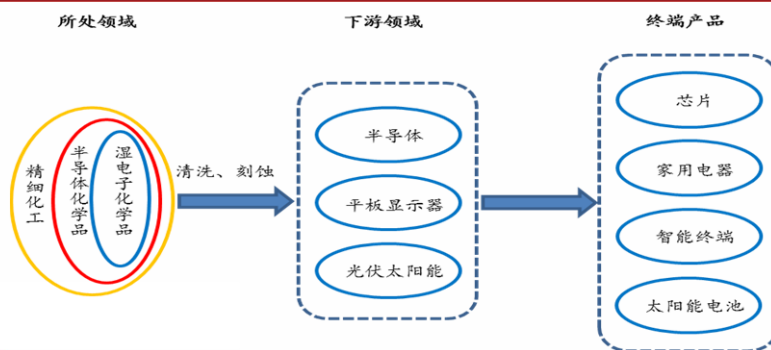 所处领域
下游领域
终端产品
精细化工
半导体化学品
湿电子化学品
清洗、刻蚀
半导体
平板显示器
光伏太阳能
芯片
家用电器
智能终端
太阳能电池